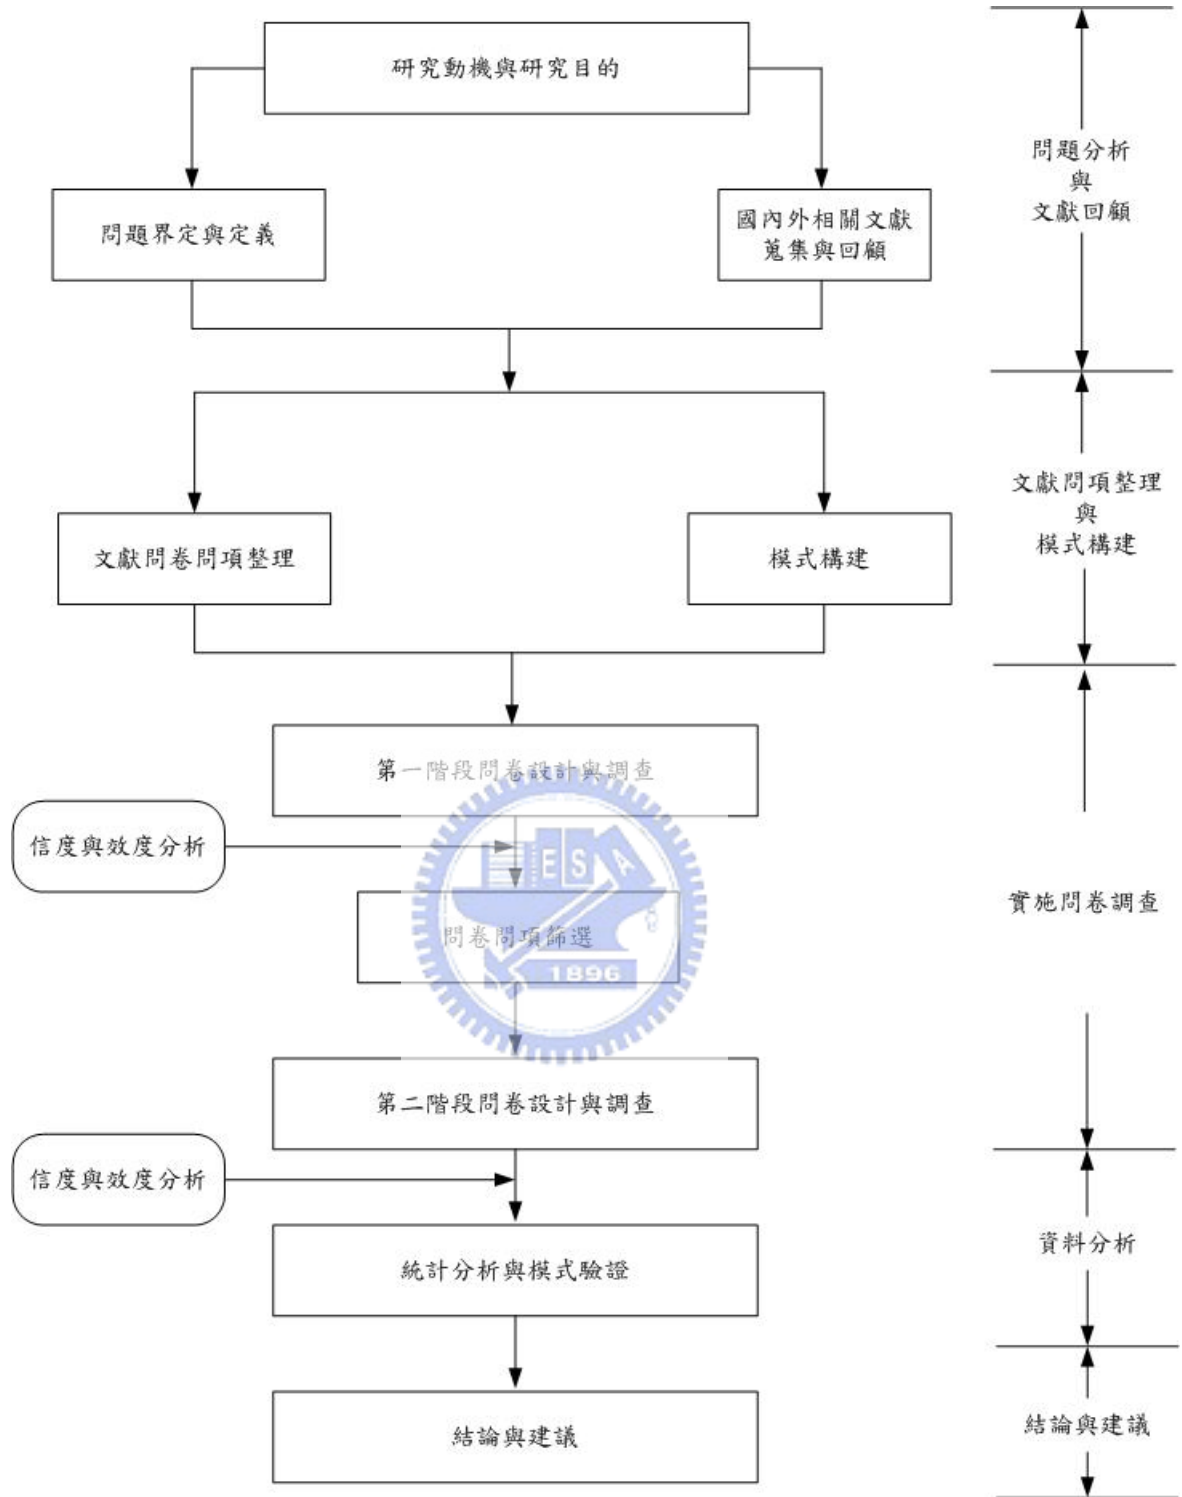 研究動機與研究目的
問題界定與定義
國內外相關文獻
蒐集與回顧
問題分析
與
文獻回顧
文獻問卷問項整理
模式構建
文獻問項整理
與
模式構建
第一階段問卷設計與調查
信度與效度分析
ESA
1896
問卷問項篩選
實施問卷調查
第二階段問卷設計與調查
信度與效度分析
統計分析與模式驗證
資料分析
結論與建議
結論與建議